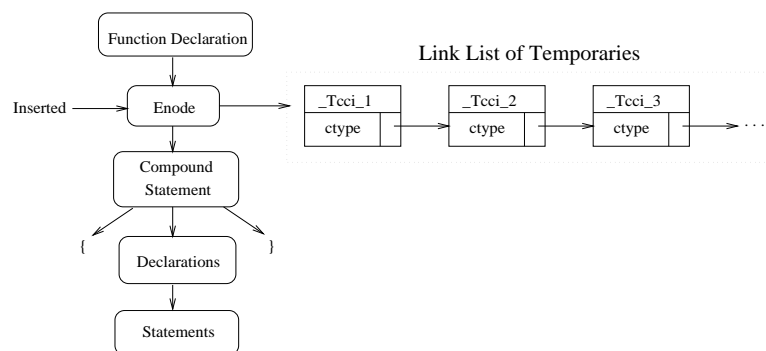 Function Declaration
Link List of Temporaries
Inserted
Enode
_Tcci_1
_Tcci_2
_Tcci_3
ctype
ctype
ctype
. . .
Compound
Statement
{
}
Declarations
Statements